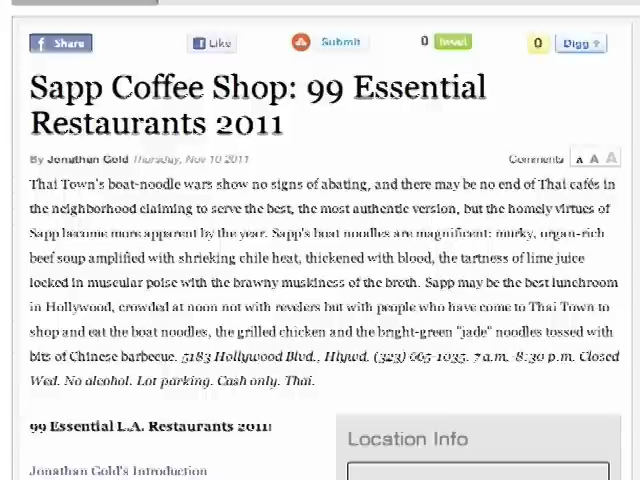 Share Like Submit 0 tweet 0 Digg
Sapp Coffee Shop: 99 Essential
Restaurants 2011
By Jonathan Gold Thursday, Nov 10 2011 Comments A A A
Thai Town's boat-noodle wars show no signs of abating, and there may be no end of Thai cafés in
the neighborhood claiming to serve the best, the most authentic version, but the homely virtues of
Sapp become more apparent by the year. Sapp's boat noodles are magnificent: murky, organ-rich
beef soup amplified with shrieking chile heat, thickened with blood, the tartness of lime juice
locked in muscular poise with the brawny muskiness of the broth. Sapp may be the best lunchroom
in Hollywood, crowded at noon not with revelers but with people who have come to Thai Town to
shop and eat the boat noodles, the grilled chicken and the bright-green "jade" noodles tossed with
bits of Chinese barbecue. 5183 Hollywood Blvd., Hlywd. (323) 665-1035. 7 a.m.-8:30 p.m. Closed
Wed. No alcohol. Lot parking. Cash only. Thai.
99 Essential L.A. Restaurants 2011!
Location Info
Jonathan Gold's Introduction